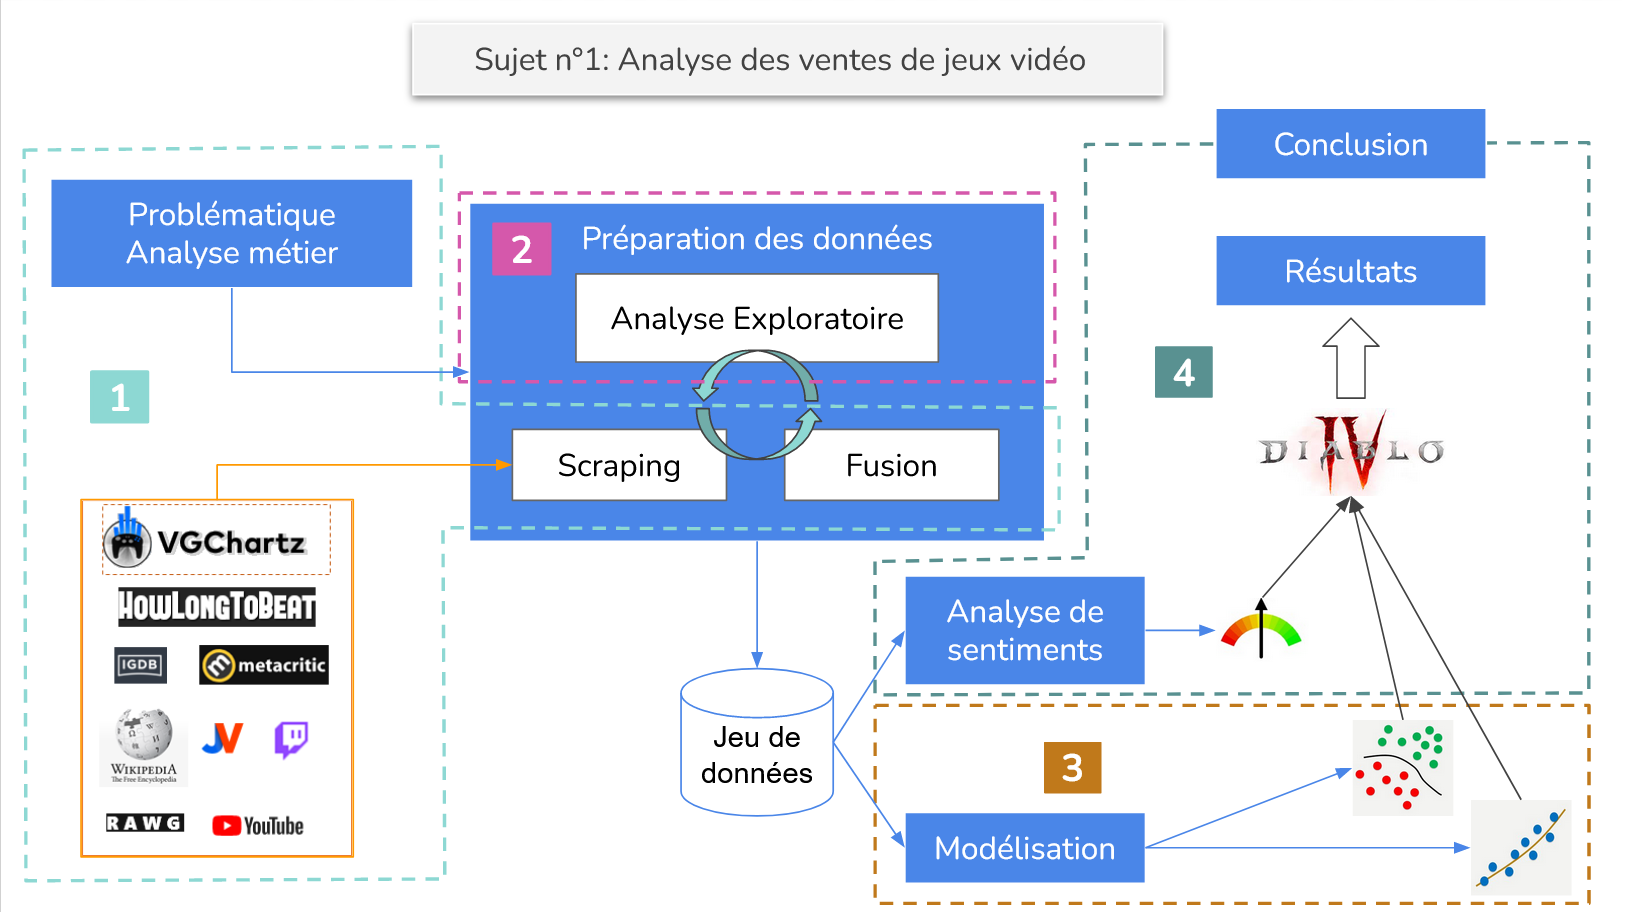 Sujet n°1: Analyse des ventes de jeux vidéo
Problématique
Analyse métier
1
VGChartz
HOWLONGTOBEAT
IGDB
metacritic
WIKIPEDIA
The Free Encyclopedia
JV
RAWG
YouTube
2
Préparation des données
Analyse Exploratoire
Scraping
Fusion
Jeu de
données
Conclusion
Résultats
4
DIABLO
IV
Analyse de
sentiments
3
Modélisation